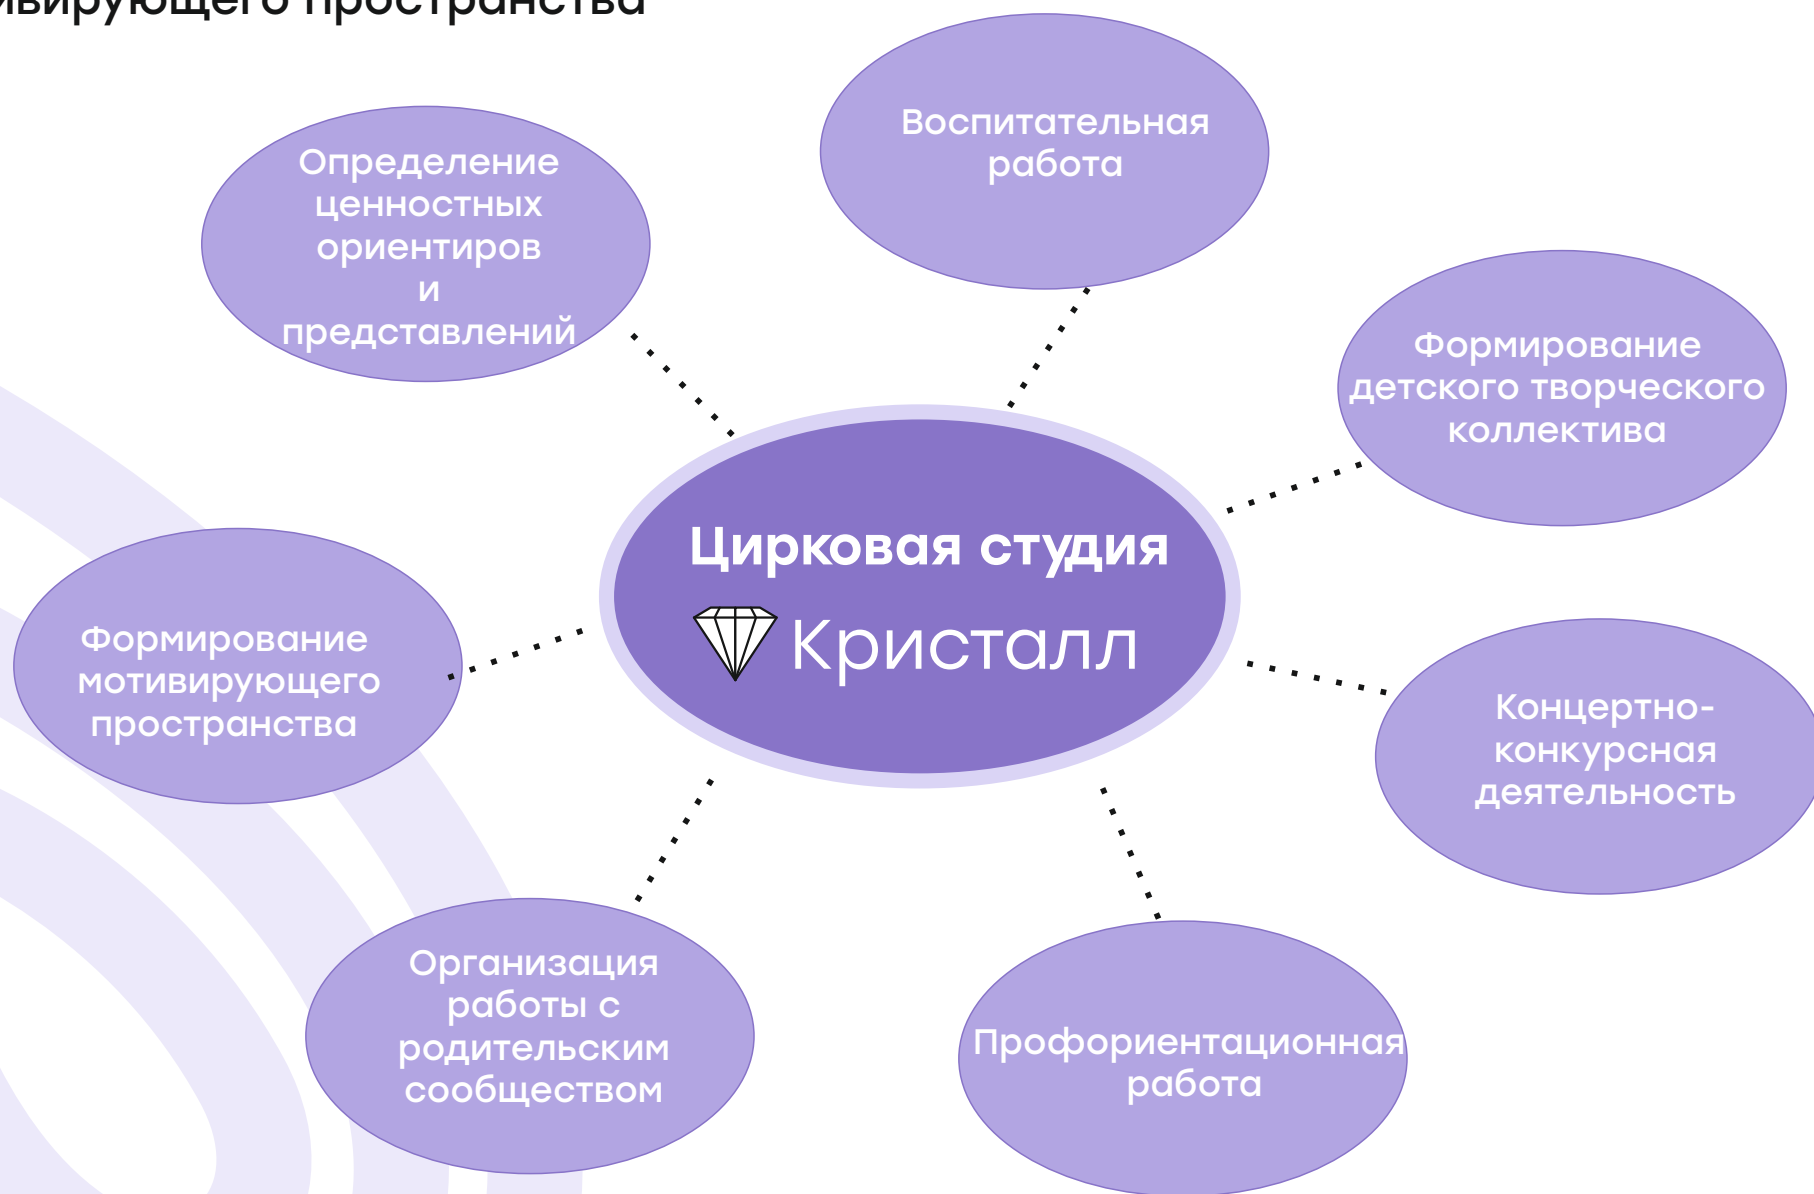 пространства
Воспитательная
работа
Определение
ценностных
ориентиров
и
представлений
Формирование
детского творческого
коллектива
Цирковая студия
Кристалл
Формирование
мотивирующего
пространства
Концертно-
конкурсная
деятельность
Организация
работы с
родительским
сообществом
Профориентационная
работа